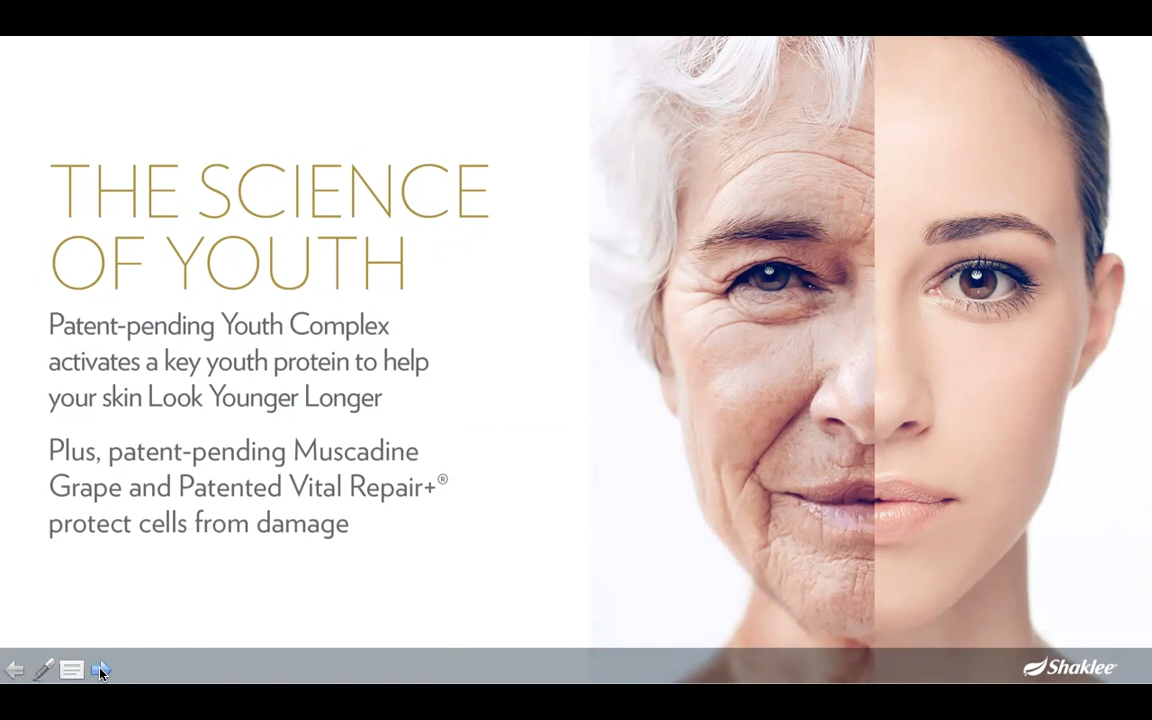 THE SCIENCE
OF YOUTH
Patent-pending Youth Complex
activates a key youth protein to help
your skin Look Younger Longer
Plus, patent-pending Muscadine
Grape and Patented Vital Repair+®
protect cells from damage
Shaklee